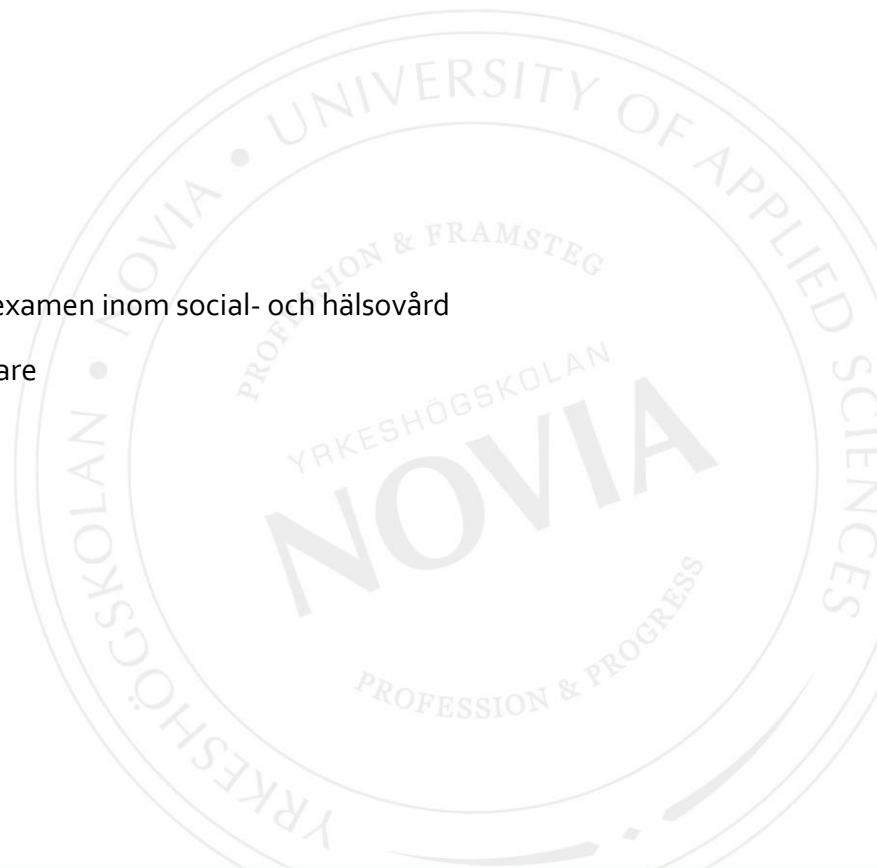 examen inom social- och hälsovård
are
YRKESHÖGSKOLAN • NOVIA • UNIVERSITY OF APPLIED SCIENCES
PROFESSION & FRAMSTEG
YRKESHÖGSKOLAN
NOVIA
PROFESSION & PROGRESS